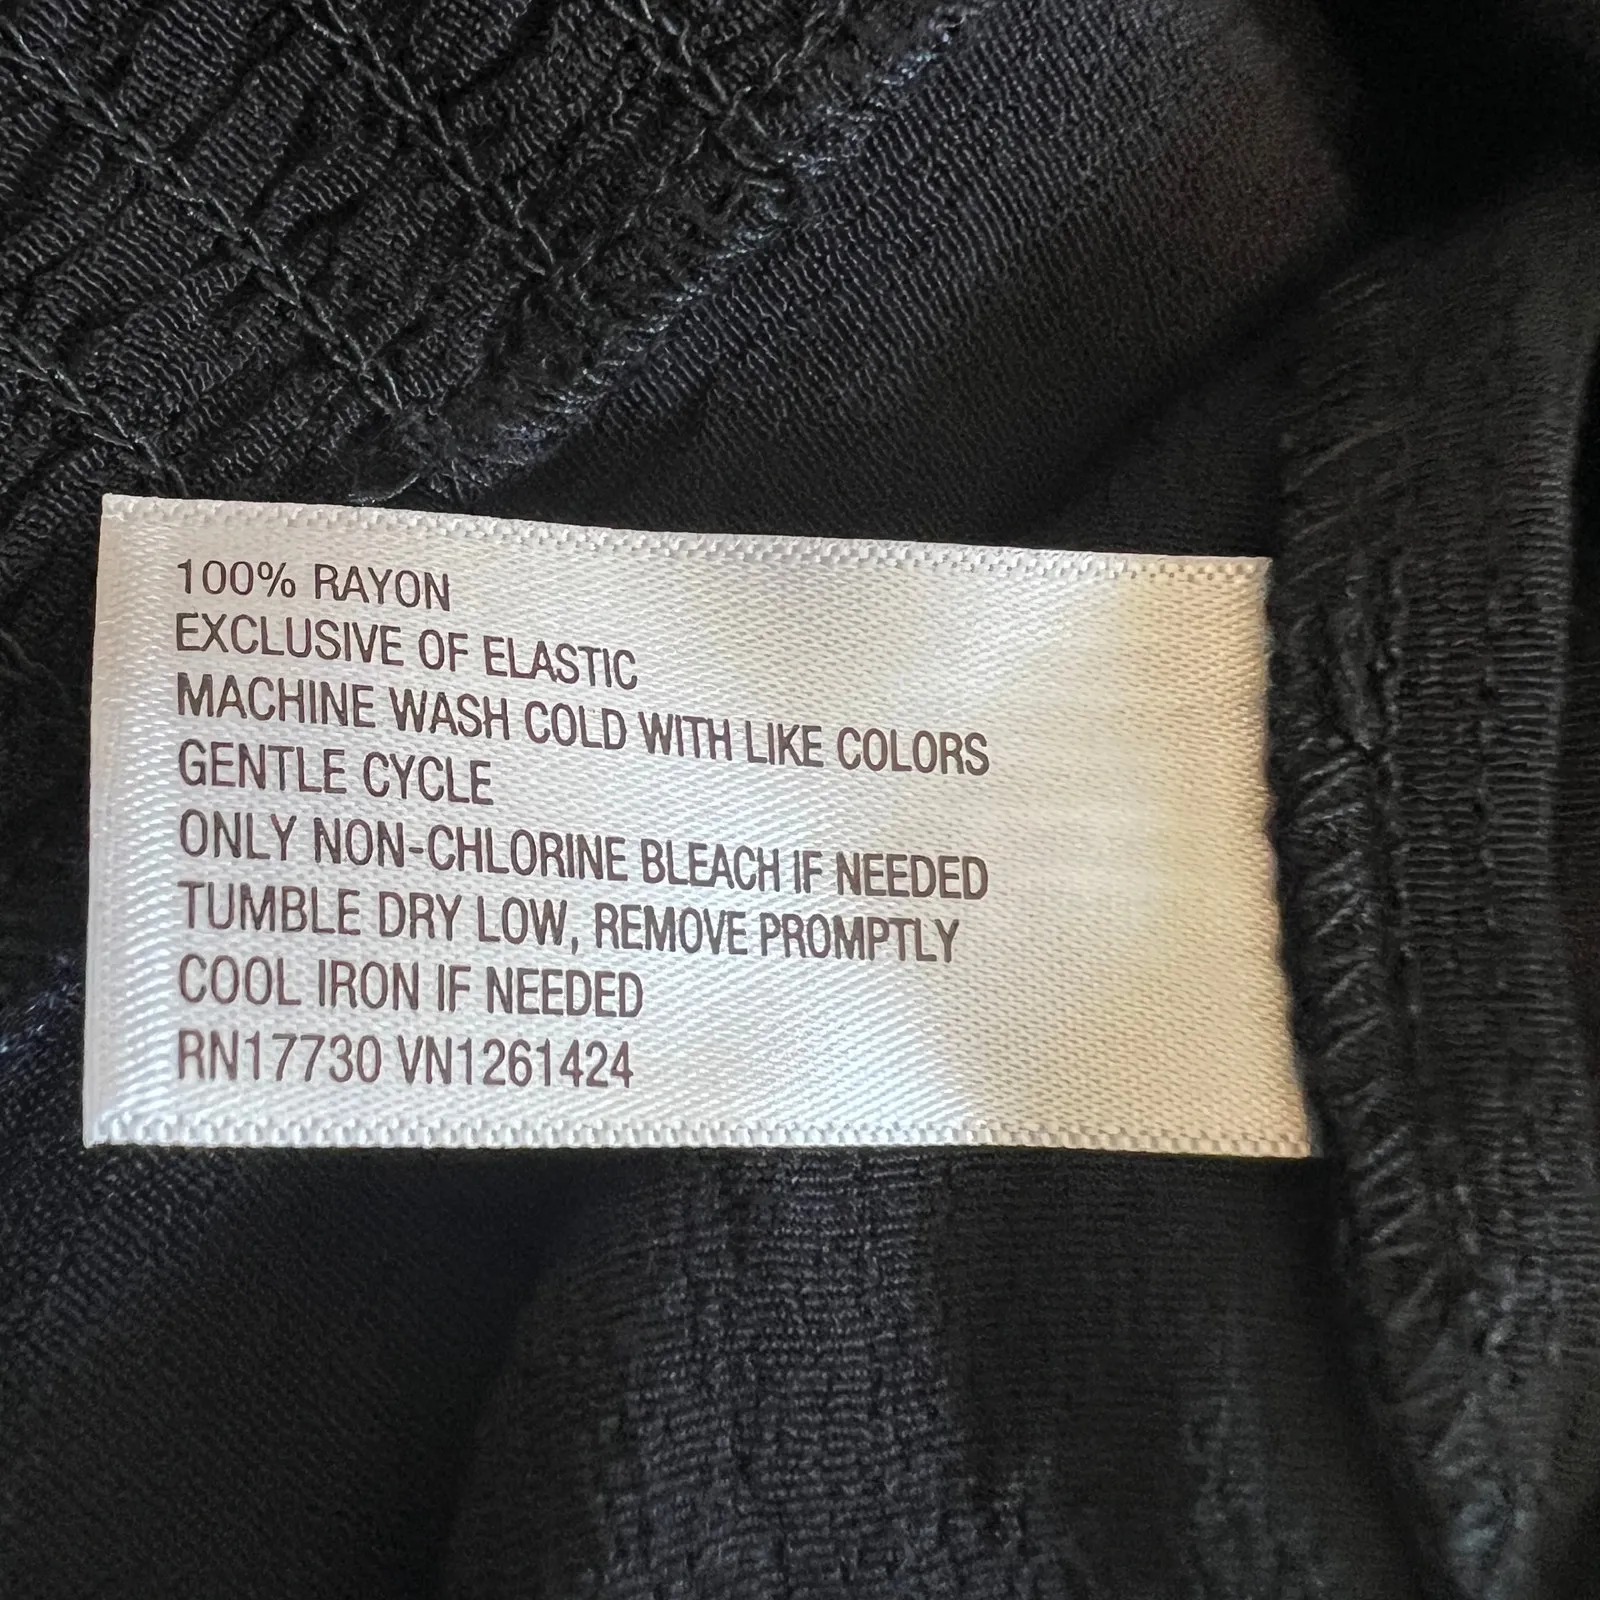 100% RAYON
EXCLUSIVE OF ELASTIC
MACHINE WASH COLD WITH LIKE COLORS
GENTLE CYCLE
ONLY NON-CHLORINE BLEACH IF NEEDED
TUMBLE DRY LOW, REMOVE PROMPTLY
COOL IRON IF NEEDED
RN17730 VN1261424